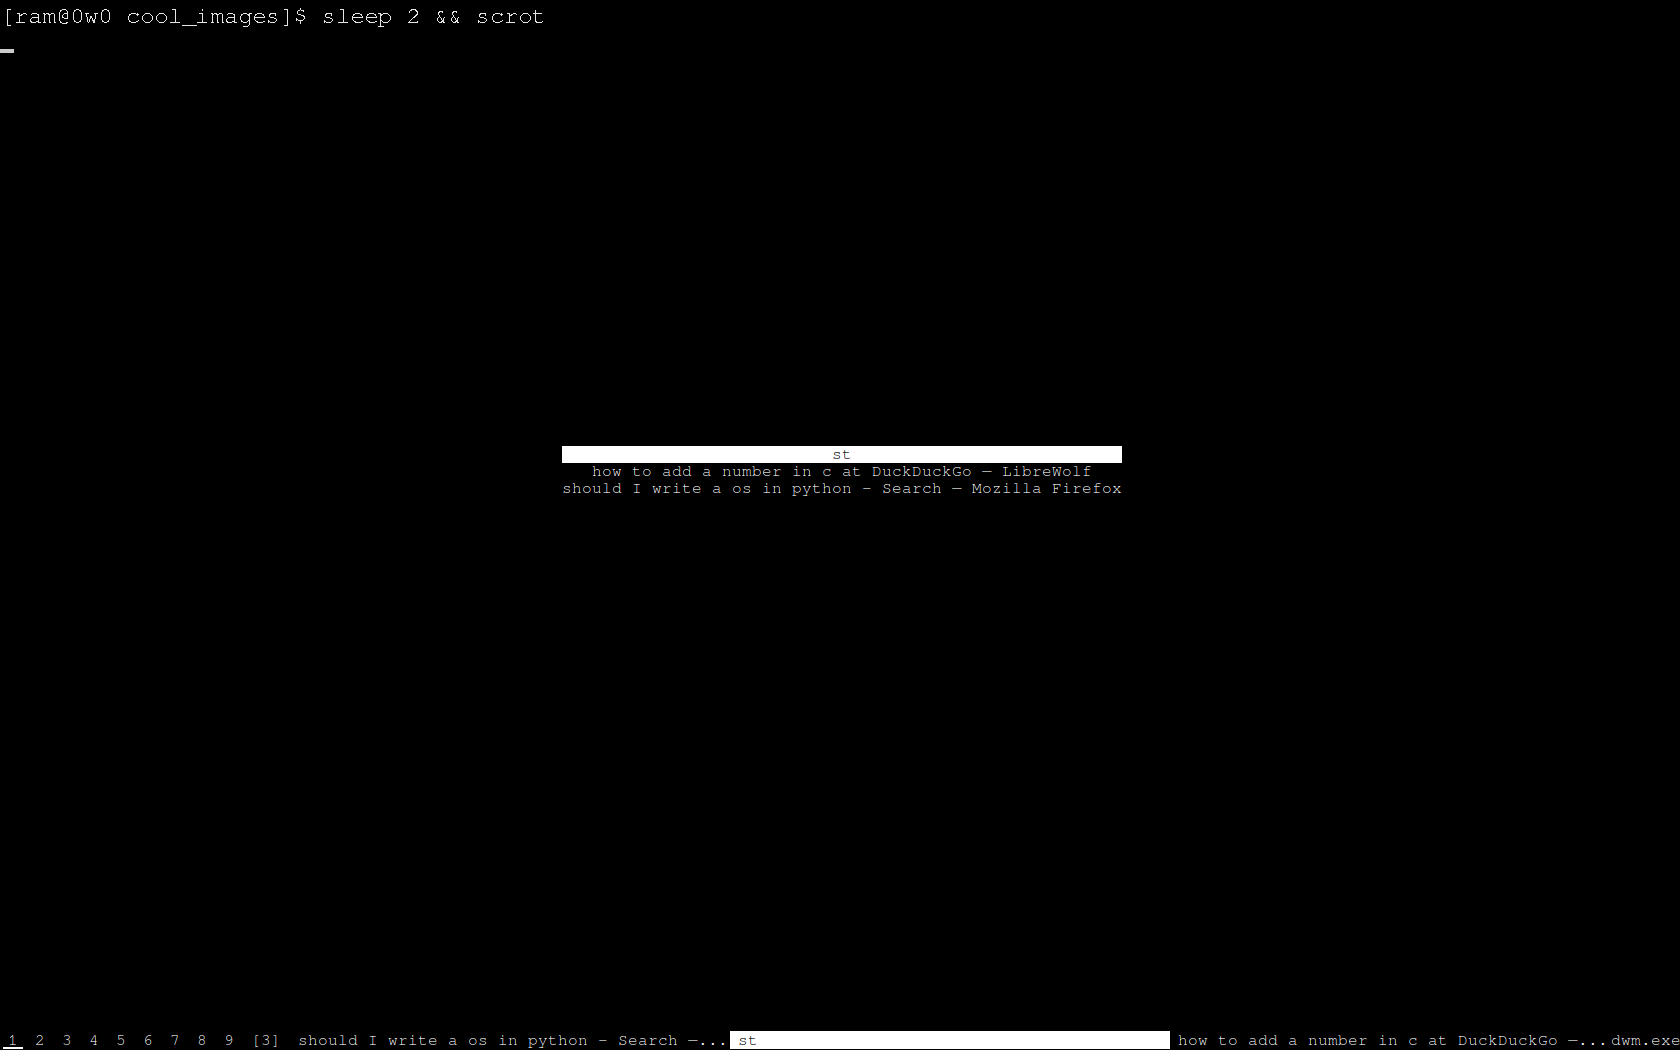 [ram@0w0 cool_images]$ sleep 2 && scrot
st
how to add a number in c at DuckDuckGo — LibreWolf
should I write a os in python - Search — Mozilla Firefox
1 2 3 4 5 6 7 8 9 [3] should I write a os in python - Search —... st how to add a number in c at DuckDuckGo —... dwm.exe